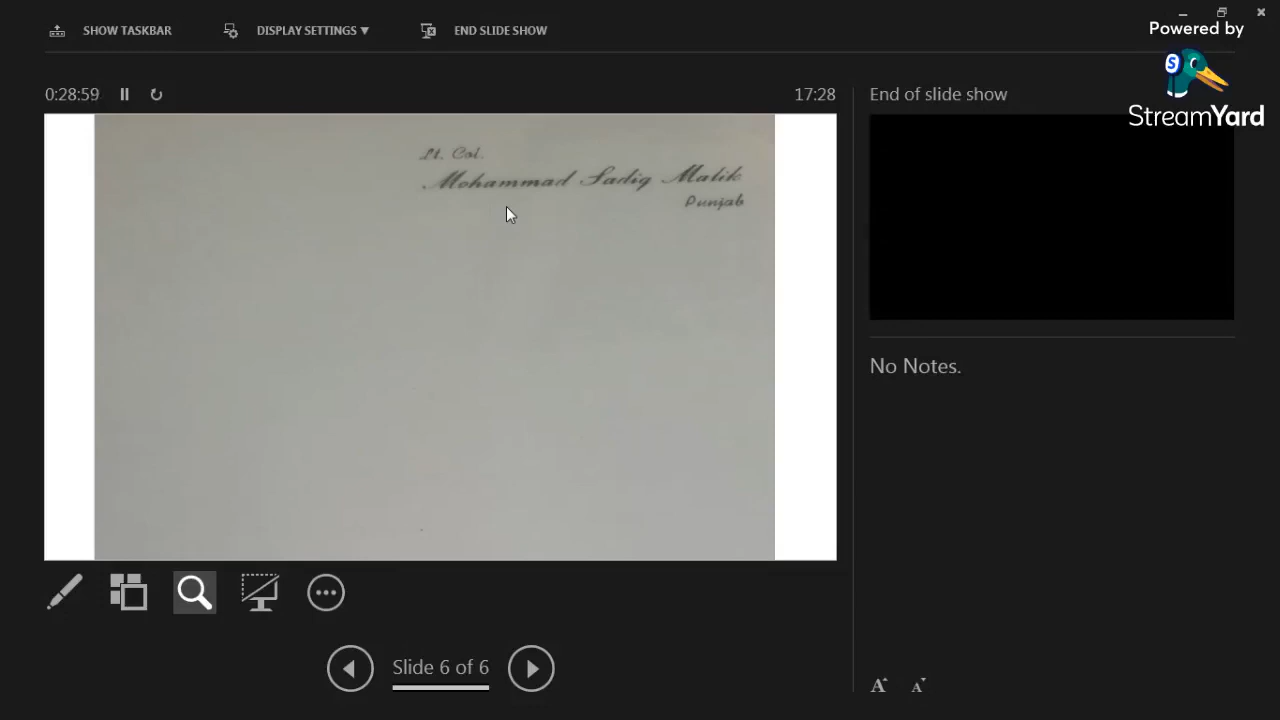 SHOW TASKBAR
DISPLAY SETTINGS ▼
END SLIDE SHOW
Powered by
S
StreamYard
0:28:59
17:28
End of slide show
Lt. Col.
Mohammad Sadiq Malik
Punjab
No Notes.
Slide 6 of 6
A A